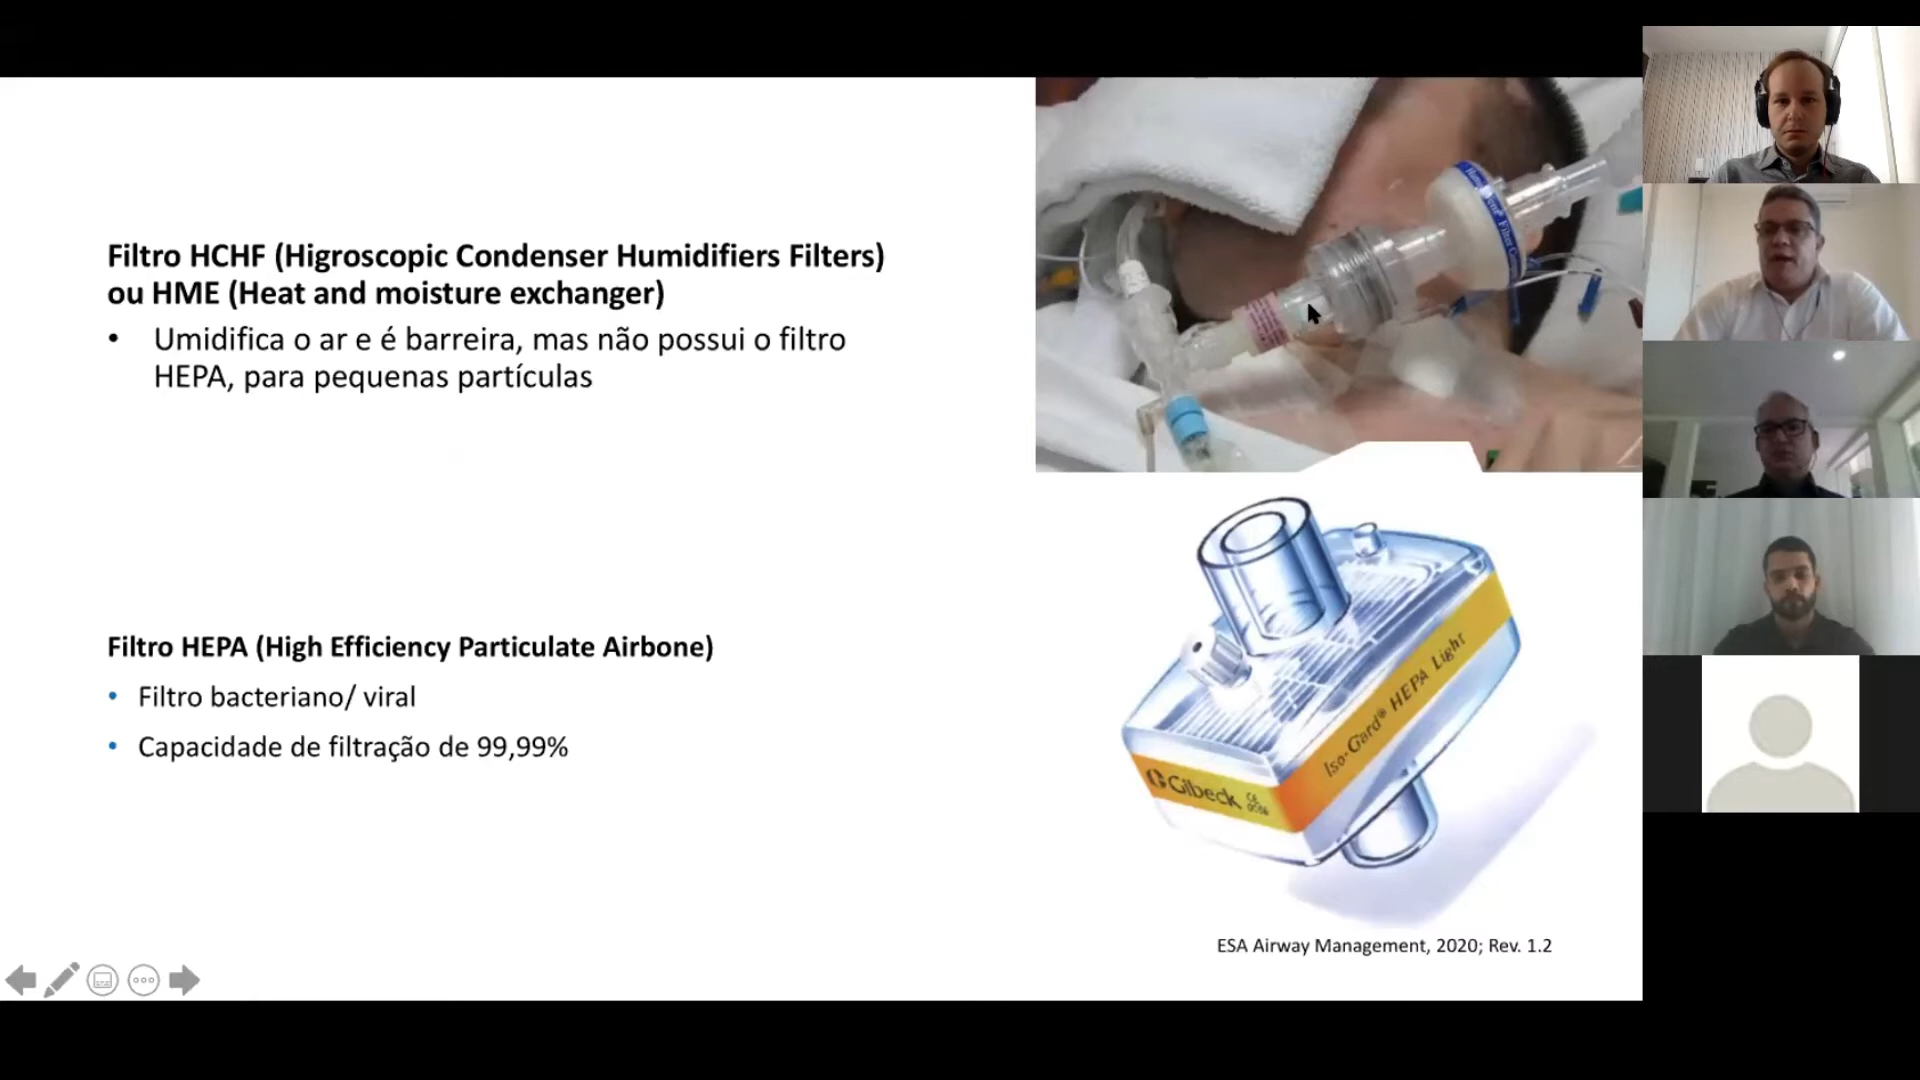 Filtro HCHF (Higroscopic Condenser Humidifiers Filters)
ou HME (Heat and moisture exchanger)
• Umidifica o ar e é barreira, mas não possui o filtro
HEPA, para pequenas partículas
Filtro HEPA (High Efficiency Particulate Airbone)
• Filtro bacteriano/ viral
• Capacidade de filtração de 99,99%
Gibeck
Iso-Gard® HEPA Light
ESA Airway Management, 2020; Rev. 1.2